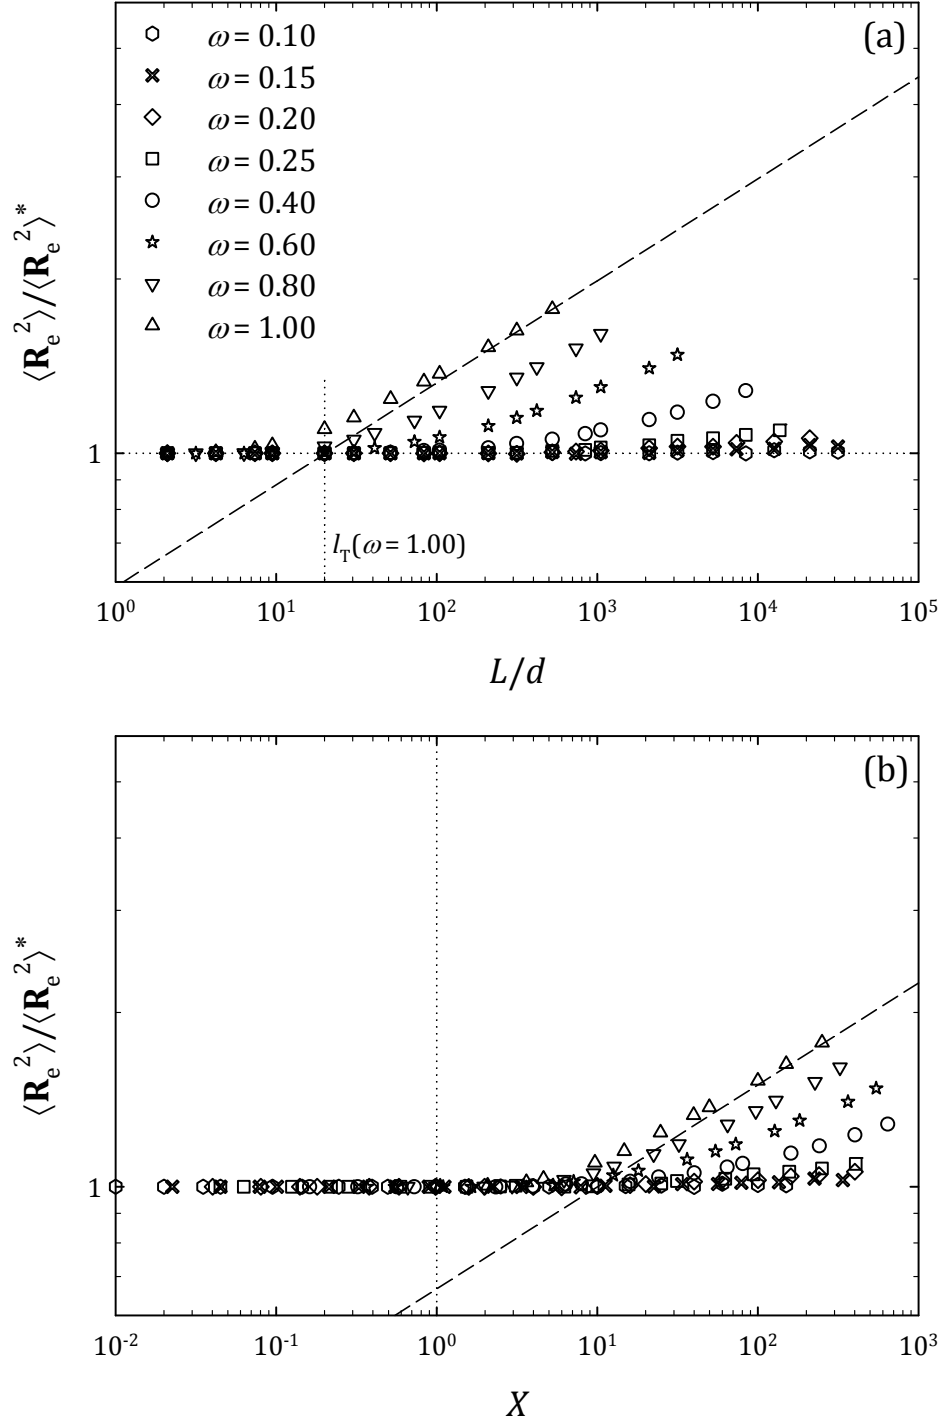 (a)
ω = 0.10
ω = 0.15
ω = 0.20
ω = 0.25
ω = 0.40
ω = 0.60
ω = 0.80
ω = 1.00
⟨R_e^2⟩/⟨R_e^2⟩^*
1
l_T(ω = 1.00)
10^0 10^1 10^2 10^3 10^4 10^5
L/d
(b)
⟨R_e^2⟩/⟨R_e^2⟩^*
1
10^-2 10^-1 10^0 10^1 10^2 10^3
X